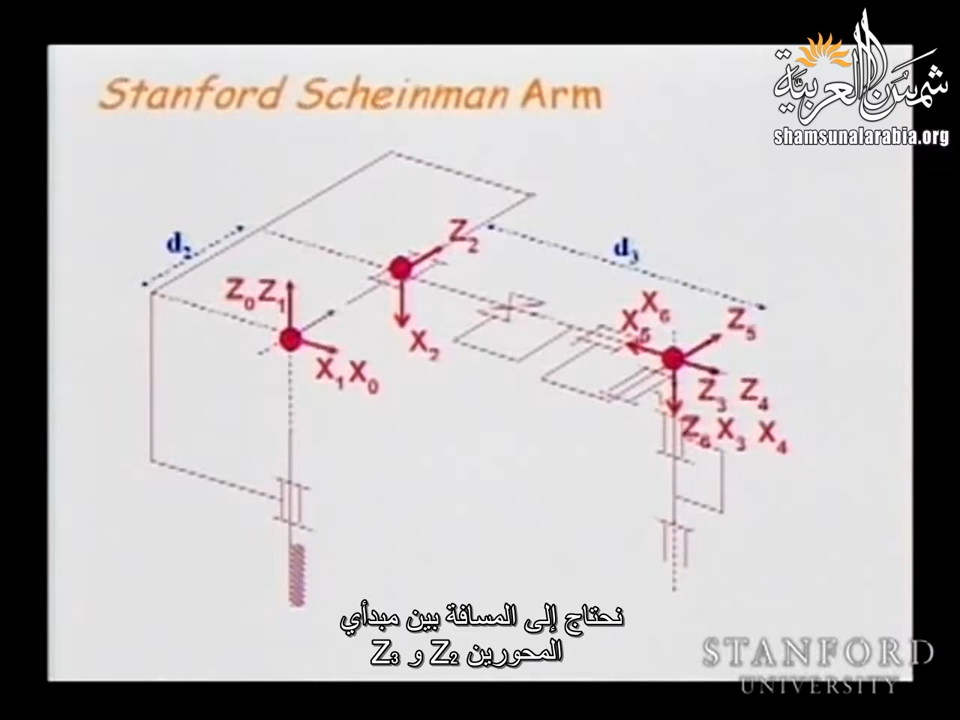 Stanford Scheinman Arm
شمس العربية
shamsunalarabia.org
d₂
Z₂
d₃
Z₀ Z₁
X₂
X₁ X₀
X₅ X₆
Z₅
Z₃ Z₄
Z₆ X₃ X₄
نحتاج إلى المسافة بين مبدأي
المحورين Z₂ و Z₃
STANFORD
UNIVERSITY